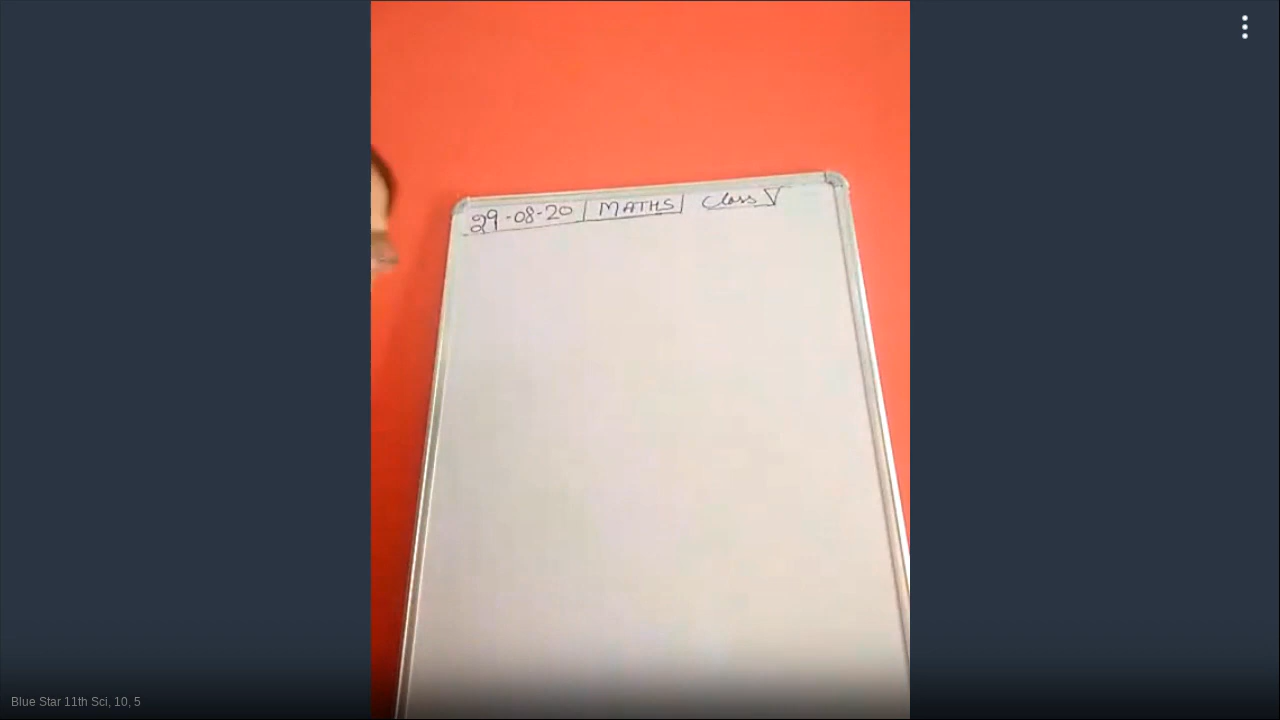 29-08-20 | MATHS | Class V
Blue Star 11th Sci, 10, 5